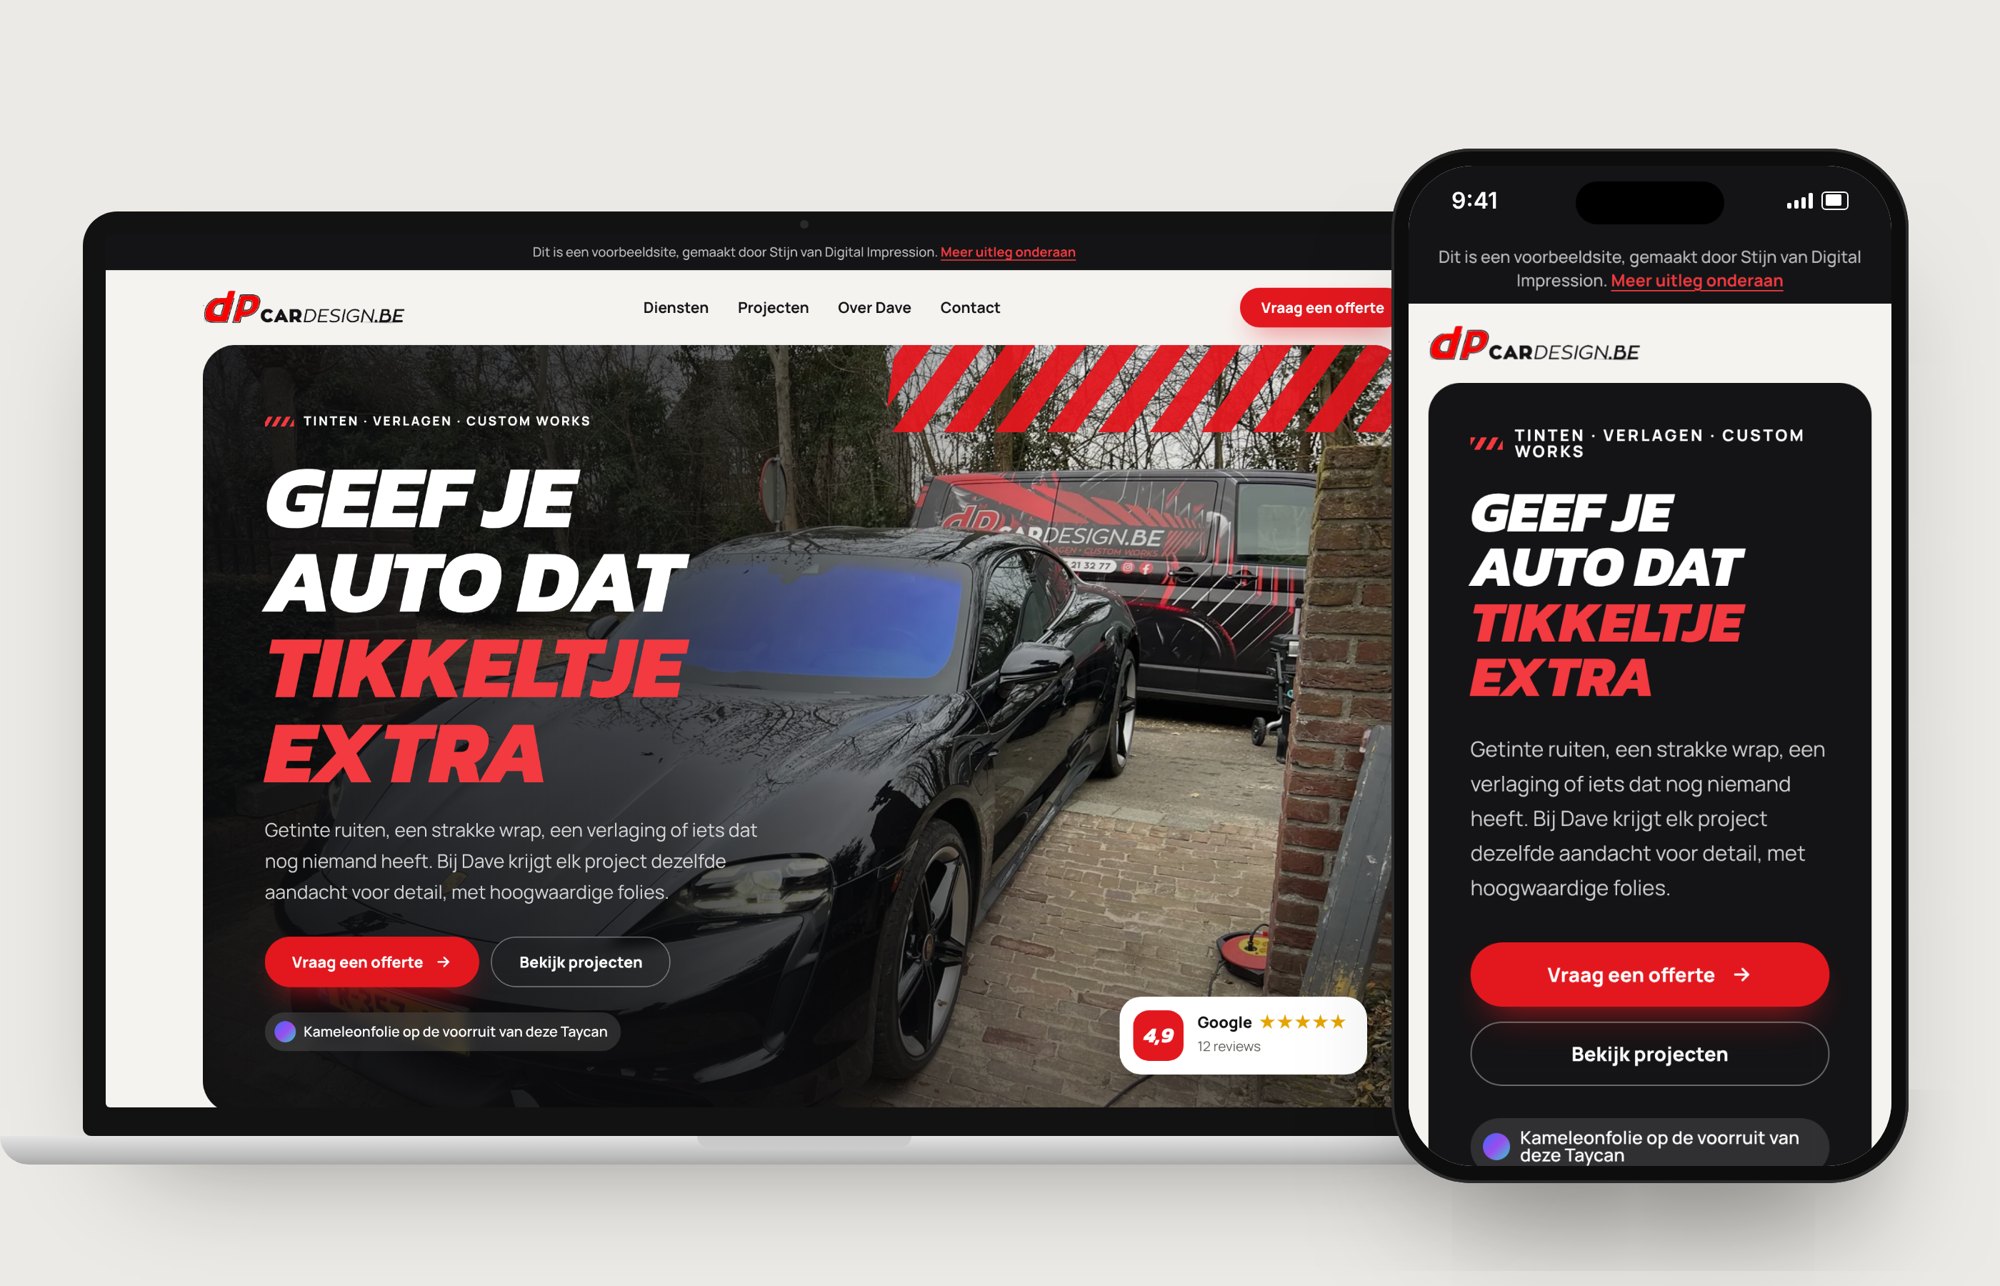 Dit is een voorbeeldsite, gemaakt door Stijn van Digital Impression. Meer uitleg onderaan
dP CARDESIGN.BE
Diensten Projecten Over Dave Contact
Vraag een offerte
TINTEN · VERLAGEN · CUSTOM WORKS
GEEF JE
AUTO DAT
TIKKELTJE
EXTRA
Getinte ruiten, een strakke wrap, een verlaging of iets dat
nog niemand heeft. Bij Dave krijgt elk project dezelfde
aandacht voor detail, met hoogwaardige folies.
Vraag een offerte →
Bekijk projecten
Kameleonfolie op de voorruit van deze Taycan
dP CARDESIGN.BE
CUSTOM WORKS
21 32 77
4,9
Google ★★★★★
12 reviews
9:41
Dit is een voorbeeldsite, gemaakt door Stijn van Digital
Impression. Meer uitleg onderaan
dP CARDESIGN.BE
TINTEN · VERLAGEN · CUSTOM
WORKS
GEEF JE
AUTO DAT
TIKKELTJE
EXTRA
Getinte ruiten, een strakke wrap, een
verlaging of iets dat nog niemand
heeft. Bij Dave krijgt elk project
dezelfde aandacht voor detail, met
hoogwaardige folies.
Vraag een offerte →
Bekijk projecten
Kameleonfolie op de voorruit van
deze Taycan